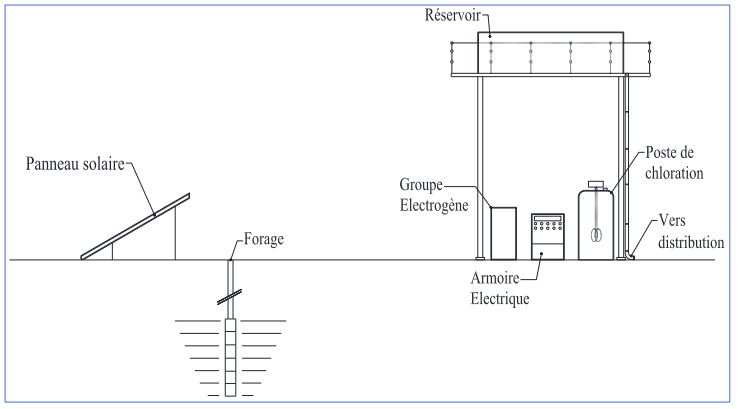 Réservoir
Panneau solaire
Poste de
chloration
Groupe
Electrogène
Vers
distribution
Forage
Armoire
Electrique